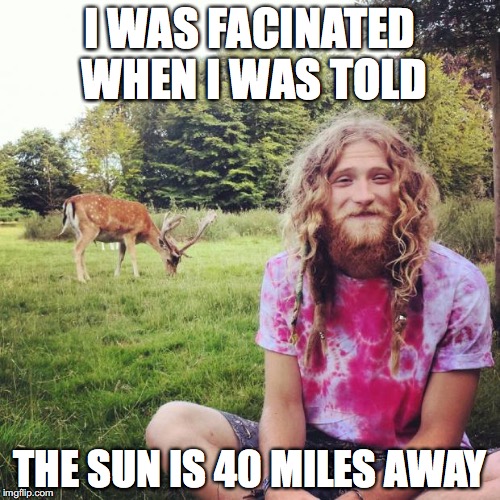 I WAS FACINATED
WHEN I WAS TOLD
THE SUN IS 40 MILES AWAY
imgflip.com